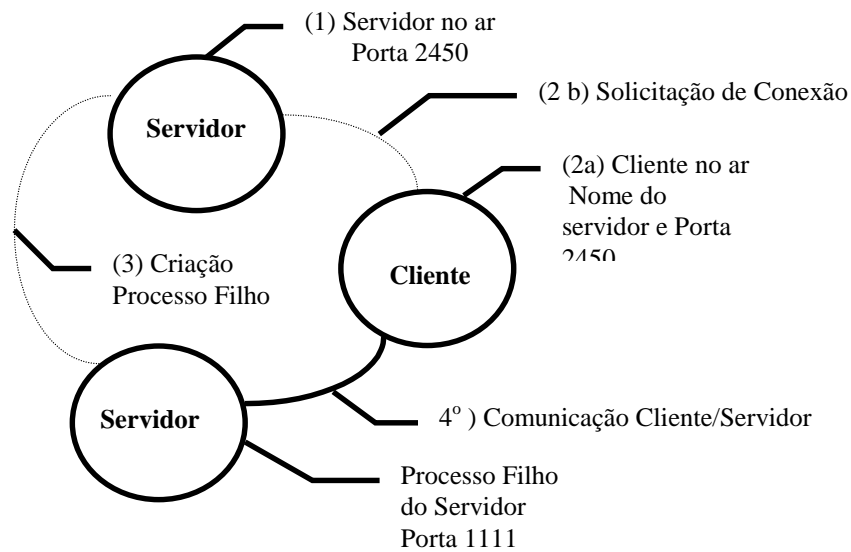 (1) Servidor no ar
Porta 2450
(2 b) Solicitação de Conexão
Servidor
(2a) Cliente no ar
Nome do
servidor e Porta
2450
(3) Criação
Processo Filho
Cliente
Servidor
4º ) Comunicação Cliente/Servidor
Processo Filho
do Servidor
Porta 1111